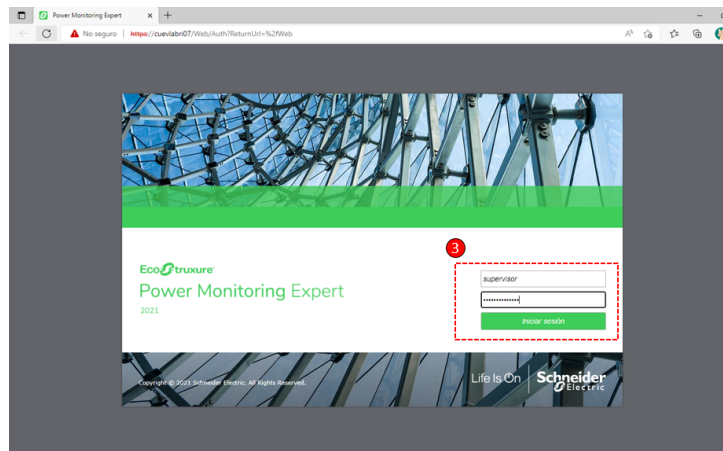 Power Monitoring Expert
No seguro
https://cuevlabri07/Web/Auth?ReturnUrl=%2fWeb
3
EcoStruxure
Power Monitoring Expert
2021
supervisor
Iniciar sesión
Copyright © 2021 Schneider Electric. All Rights Reserved.
Life Is On
Schneider
Electric